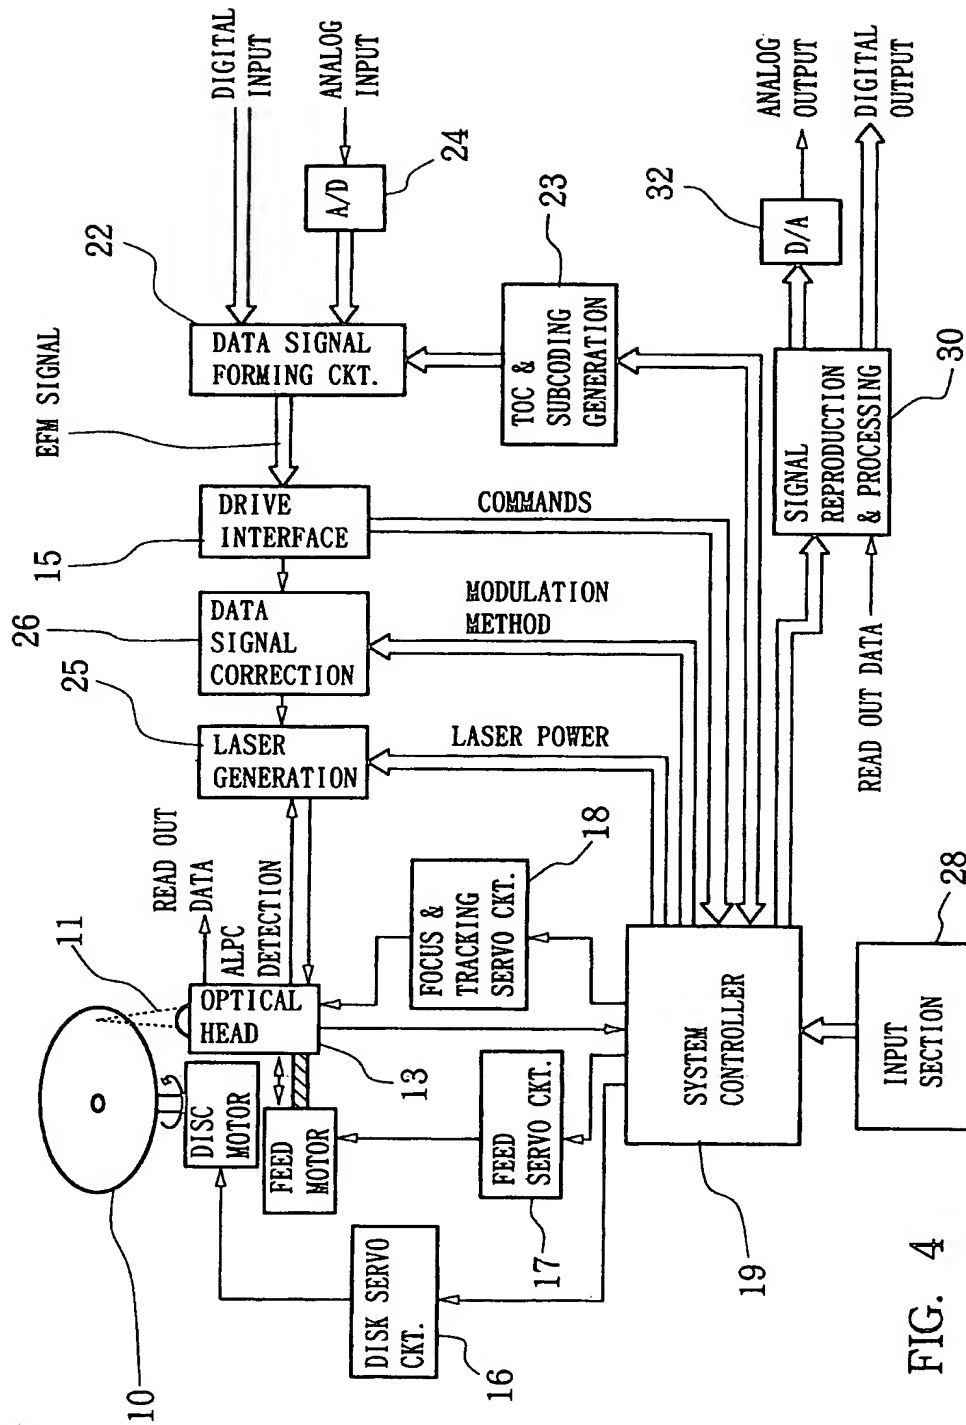 10
DISC
MOTOR
11
READ OUT
DATA
ALPC
DETECTION
OPTICAL
HEAD
13
FEED
MOTOR
25
LASER
GENERATION
26
DATA
SIGNAL
CORRECTION
15
DRIVE
INTERFACE
EFM SIGNAL
22
DATA SIGNAL
FORMING CKT.
DIGITAL
INPUT
ANALOG
INPUT
A/D
24
DISK SERVO
CKT.
16
FEED
SERVO CKT.
17
FOCUS &
TRACKING
SERVO CKT.
18
LASER POWER
MODULATION
METHOD
COMMANDS
TOC &
SUBCODING
GENERATION
23
SYSTEM
CONTROLLER
19
INPUT
SECTION
28
READ OUT DATA
SIGNAL
REPRODUCTION
& PROCESSING
30
D/A
32
ANALOG
OUTPUT
DIGITAL
OUTPUT
FIG. 4